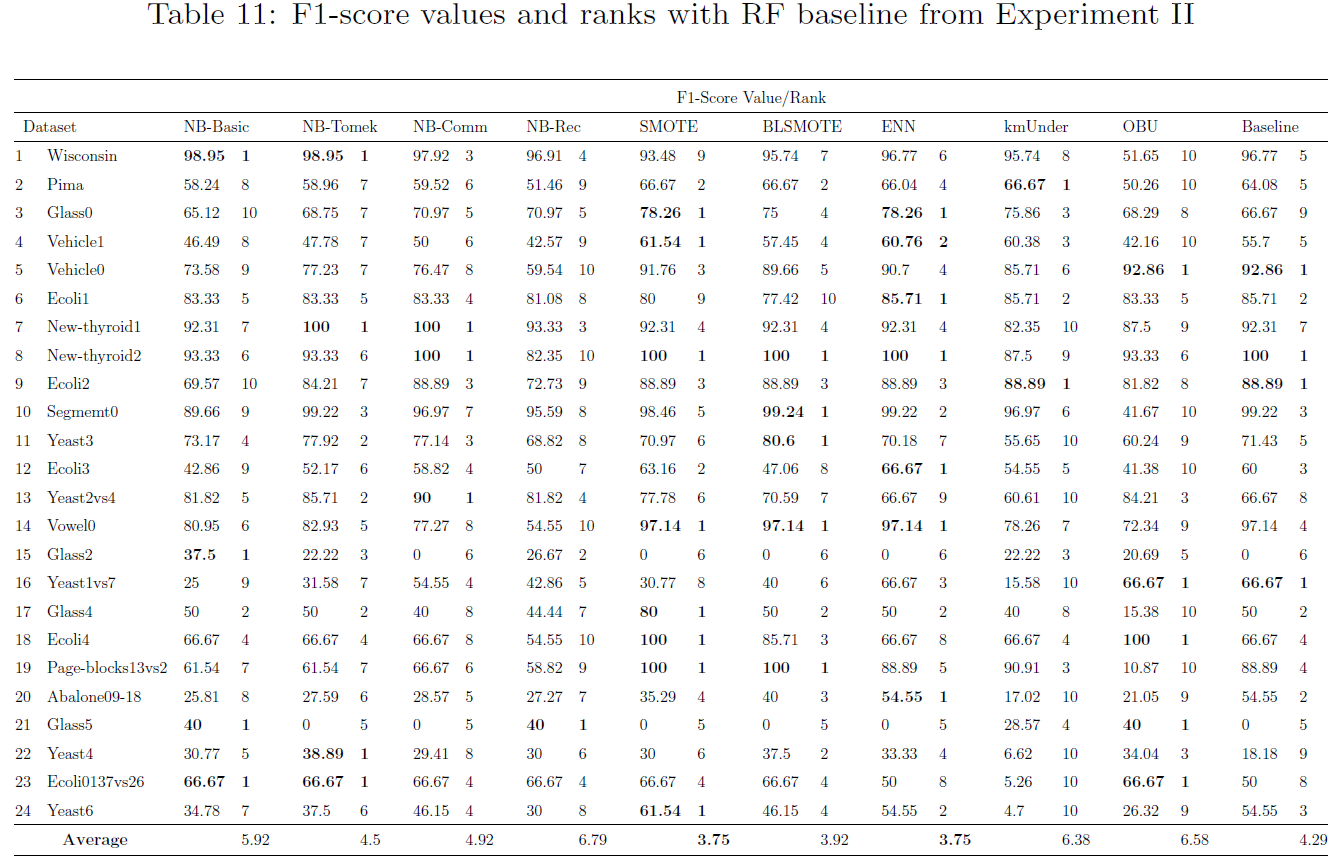 Table 11: F1-score values and ranks with RF baseline from Experiment II
F1-Score Value/Rank
Dataset NB-Basic NB-Tomek NB-Comm NB-Rec SMOTE BLSMOTE ENN kmUnder OBU Baseline
1 Wisconsin 98.95 1 98.95 1 97.92 3 96.91 4 93.48 9 95.74 7 96.77 6 95.74 8 51.65 10 96.77 5
2 Pima 58.24 8 58.96 7 59.52 6 51.46 9 66.67 2 66.67 2 66.04 4 66.67 1 50.26 10 64.08 5
3 Glass0 65.12 10 68.75 7 70.97 5 70.97 5 78.26 1 75 4 78.26 1 75.86 3 68.29 8 66.67 9
4 Vehicle1 46.49 8 47.78 7 50 6 42.57 9 61.54 1 57.45 4 60.76 2 60.38 3 42.16 10 55.7 5
5 Vehicle0 73.58 9 77.23 7 76.47 8 59.54 10 91.76 3 89.66 5 90.7 4 85.71 6 92.86 1 92.86 1
6 Ecoli1 83.33 5 83.33 5 83.33 4 81.08 8 80 9 77.42 10 85.71 1 85.71 2 83.33 5 85.71 2
7 New-thyroid1 92.31 7 100 1 100 1 93.33 3 92.31 4 92.31 4 92.31 4 82.35 10 87.5 9 92.31 7
8 New-thyroid2 93.33 6 93.33 6 100 1 82.35 10 100 1 100 1 100 1 87.5 9 93.33 6 100 1
9 Ecoli2 69.57 10 84.21 7 88.89 3 72.73 9 88.89 3 88.89 3 88.89 3 88.89 1 81.82 8 88.89 1
10 Segmemt0 89.66 9 99.22 3 96.97 7 95.59 8 98.46 5 99.24 1 99.22 2 96.97 6 41.67 10 99.22 3
11 Yeast3 73.17 4 77.92 2 77.14 3 68.82 8 70.97 6 80.6 1 70.18 7 55.65 10 60.24 9 71.43 5
12 Ecoli3 42.86 9 52.17 6 58.82 4 50 7 63.16 2 47.06 8 66.67 1 54.55 5 41.38 10 60 3
13 Yeast2vs4 81.82 5 85.71 2 90 1 81.82 4 77.78 6 70.59 7 66.67 9 60.61 10 84.21 3 66.67 8
14 Vowel0 80.95 6 82.93 5 77.27 8 54.55 10 97.14 1 97.14 1 97.14 1 78.26 7 72.34 9 97.14 4
15 Glass2 37.5 1 22.22 3 0 6 26.67 2 0 6 0 6 0 6 22.22 3 20.69 5 0 6
16 Yeast1vs7 25 9 31.58 7 54.55 4 42.86 5 30.77 8 40 6 66.67 3 15.58 10 66.67 1 66.67 1
17 Glass4 50 2 50 2 40 8 44.44 7 80 1 50 2 50 2 40 8 15.38 10 50 2
18 Ecoli4 66.67 4 66.67 4 66.67 8 54.55 10 100 1 85.71 3 66.67 8 66.67 4 100 1 66.67 4
19 Page-blocks13vs2 61.54 7 61.54 7 66.67 6 58.82 9 100 1 100 1 88.89 5 90.91 3 10.87 10 88.89 4
20 Abalone09-18 25.81 8 27.59 6 28.57 5 27.27 7 35.29 4 40 3 54.55 1 17.02 10 21.05 9 54.55 2
21 Glass5 40 1 0 5 0 5 40 1 0 5 0 5 0 5 28.57 4 40 1 0 5
22 Yeast4 30.77 5 38.89 1 29.41 8 30 6 30 6 37.5 2 33.33 4 6.62 10 34.04 3 18.18 9
23 Ecoli0137vs26 66.67 1 66.67 1 66.67 4 66.67 4 66.67 4 66.67 4 50 8 5.26 10 66.67 1 50 8
24 Yeast6 34.78 7 37.5 6 46.15 4 30 8 61.54 1 46.15 4 54.55 2 4.7 10 26.32 9 54.55 3
Average 5.92 4.5 4.92 6.79 3.75 3.92 3.75 6.38 6.58 4.29